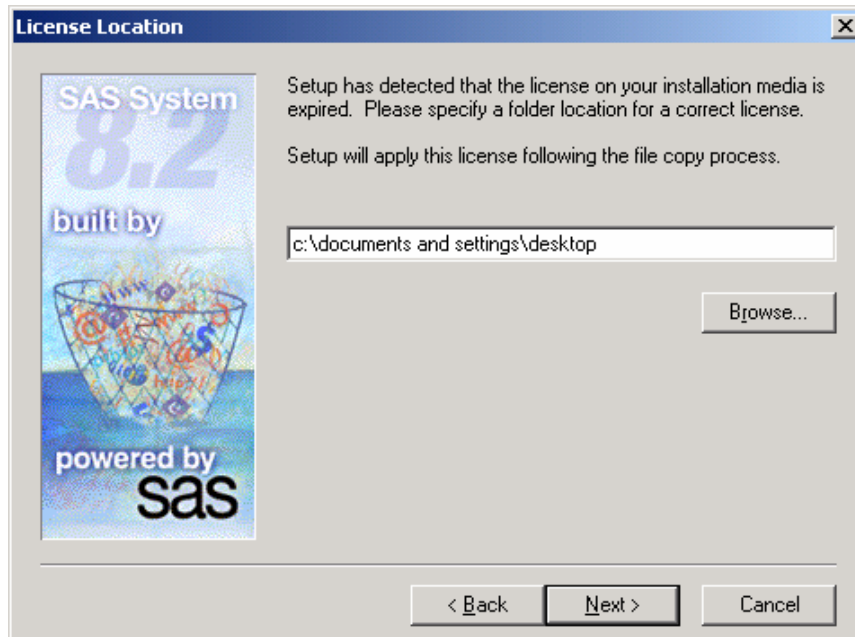 License Location
SAS System
8.2
built by
powered by
sas
Setup has detected that the license on your installation media is
expired. Please specify a folder location for a correct license.
Setup will apply this license following the file copy process.
c:\documents and settings\desktop
Browse...
< Back
Next >
Cancel